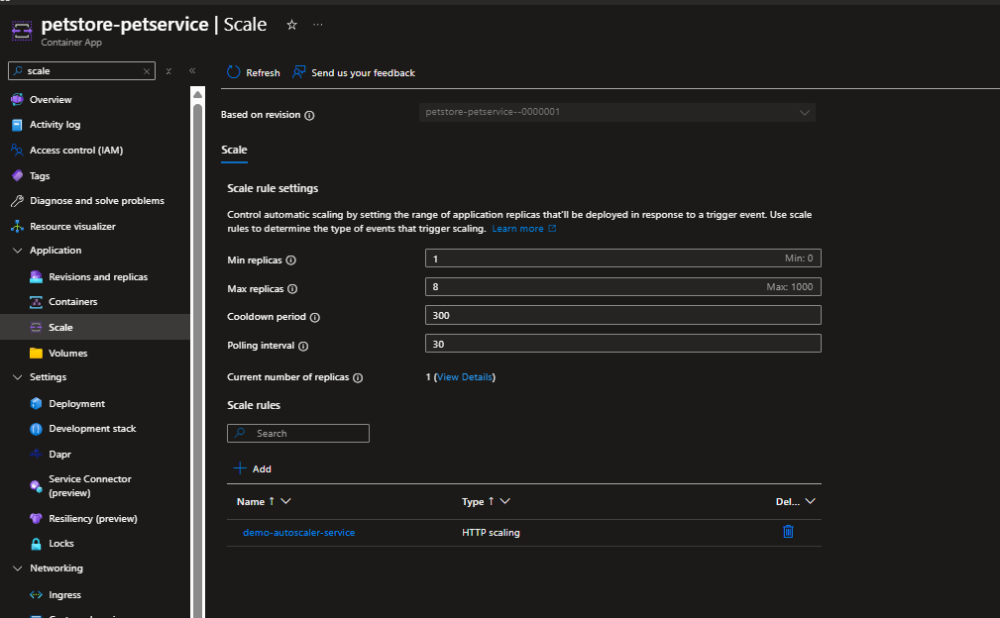 petstore-petservice | Scale
Container App
scale
Refresh
Send us your feedback
Overview
Activity log
Access control (IAM)
Tags
Diagnose and solve problems
Resource visualizer
Application
Revisions and replicas
Containers
Scale
Volumes
Settings
Deployment
Development stack
Dapr
Service Connector
(preview)
Resiliency (preview)
Locks
Networking
Ingress
Based on revision
petstore-petservice--0000001
Scale
Scale rule settings
Control automatic scaling by setting the range of application replicas that'll be deployed in response to a trigger event. Use scale
rules to determine the type of events that trigger scaling. Learn more
Min replicas
1
Min: 0
Max replicas
8
Max: 1000
Cooldown period
300
Polling interval
30
Current number of replicas
1 (View Details)
Scale rules
Search
Add
Name ↑
Type ↑
Del...
demo-autoscaler-service
HTTP scaling